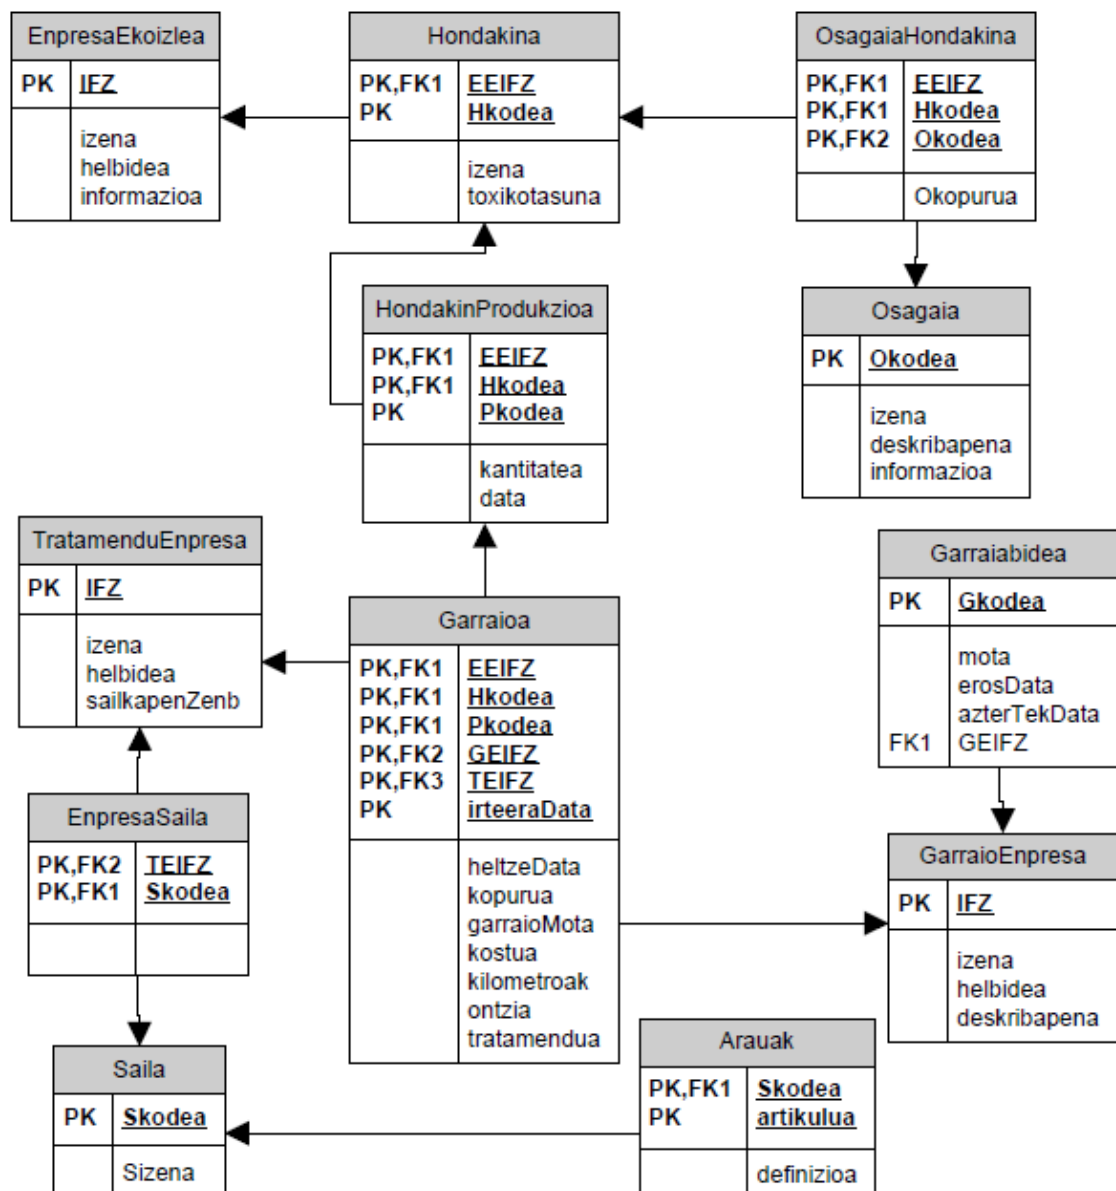 EnpresaEkoizlea
PK IFZ
izena
helbidea
informazioa
Hondakina
PK,FK1 EEIFZ
PK Hkodea
izena
toxikotasuna
OsagaiaHondakina
PK,FK1 EEIFZ
PK,FK1 Hkodea
PK,FK2 Okodea
Okopurua
HondakinProdukzioa
PK,FK1 EEIFZ
PK,FK1 Hkodea
PK Pkodea
kantitatea
data
Osagaia
PK Okodea
izena
deskribapena
informazioa
TratamenduEnpresa
PK IFZ
izena
helbidea
sailkapenZenb
Garraioa
PK,FK1 EEIFZ
PK,FK1 Hkodea
PK,FK1 Pkodea
PK,FK2 GEIFZ
PK,FK3 TEIFZ
PK irteeraData
heltzeData
kopurua
garraioMota
kostua
kilometroak
ontzia
tratamendua
Garraiabidea
PK Gkodea
mota
erosData
azterTekData
FK1 GEIFZ
EnpresaSaila
PK,FK2 TEIFZ
PK,FK1 Skodea
GarraioEnpresa
PK IFZ
izena
helbidea
deskribapena
Saila
PK Skodea
Sizena
Arauak
PK,FK1 Skodea
PK artikulua
definizioa